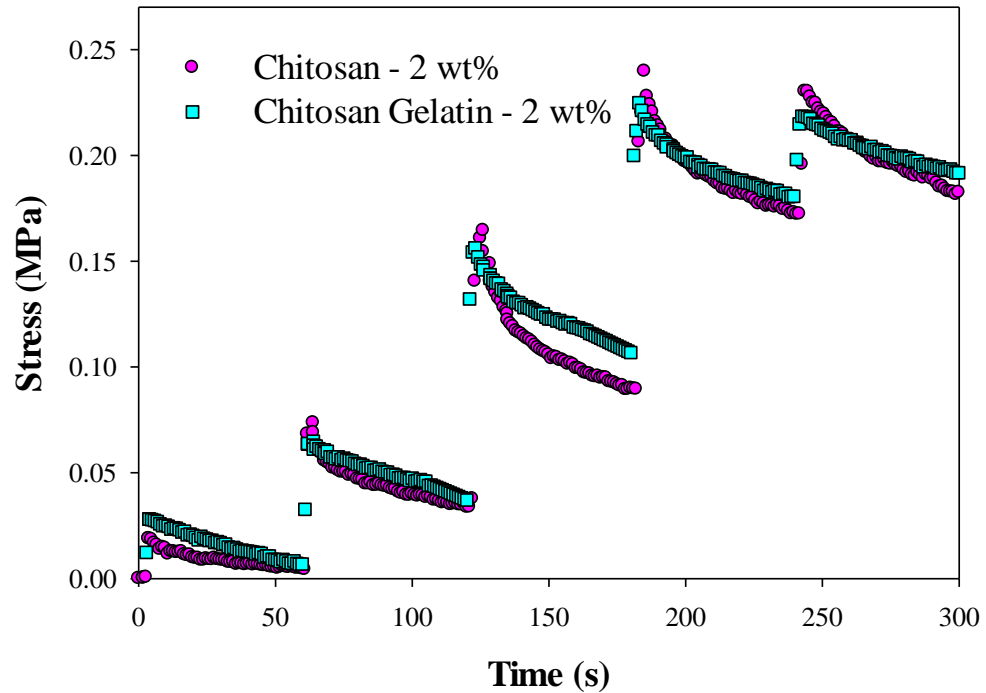 0.25
0.20
0.15
0.10
0.05
0.00
Stress (MPa)
Chitosan - 2 wt%
Chitosan Gelatin - 2 wt%
0 50 100 150 200 250 300
Time (s)